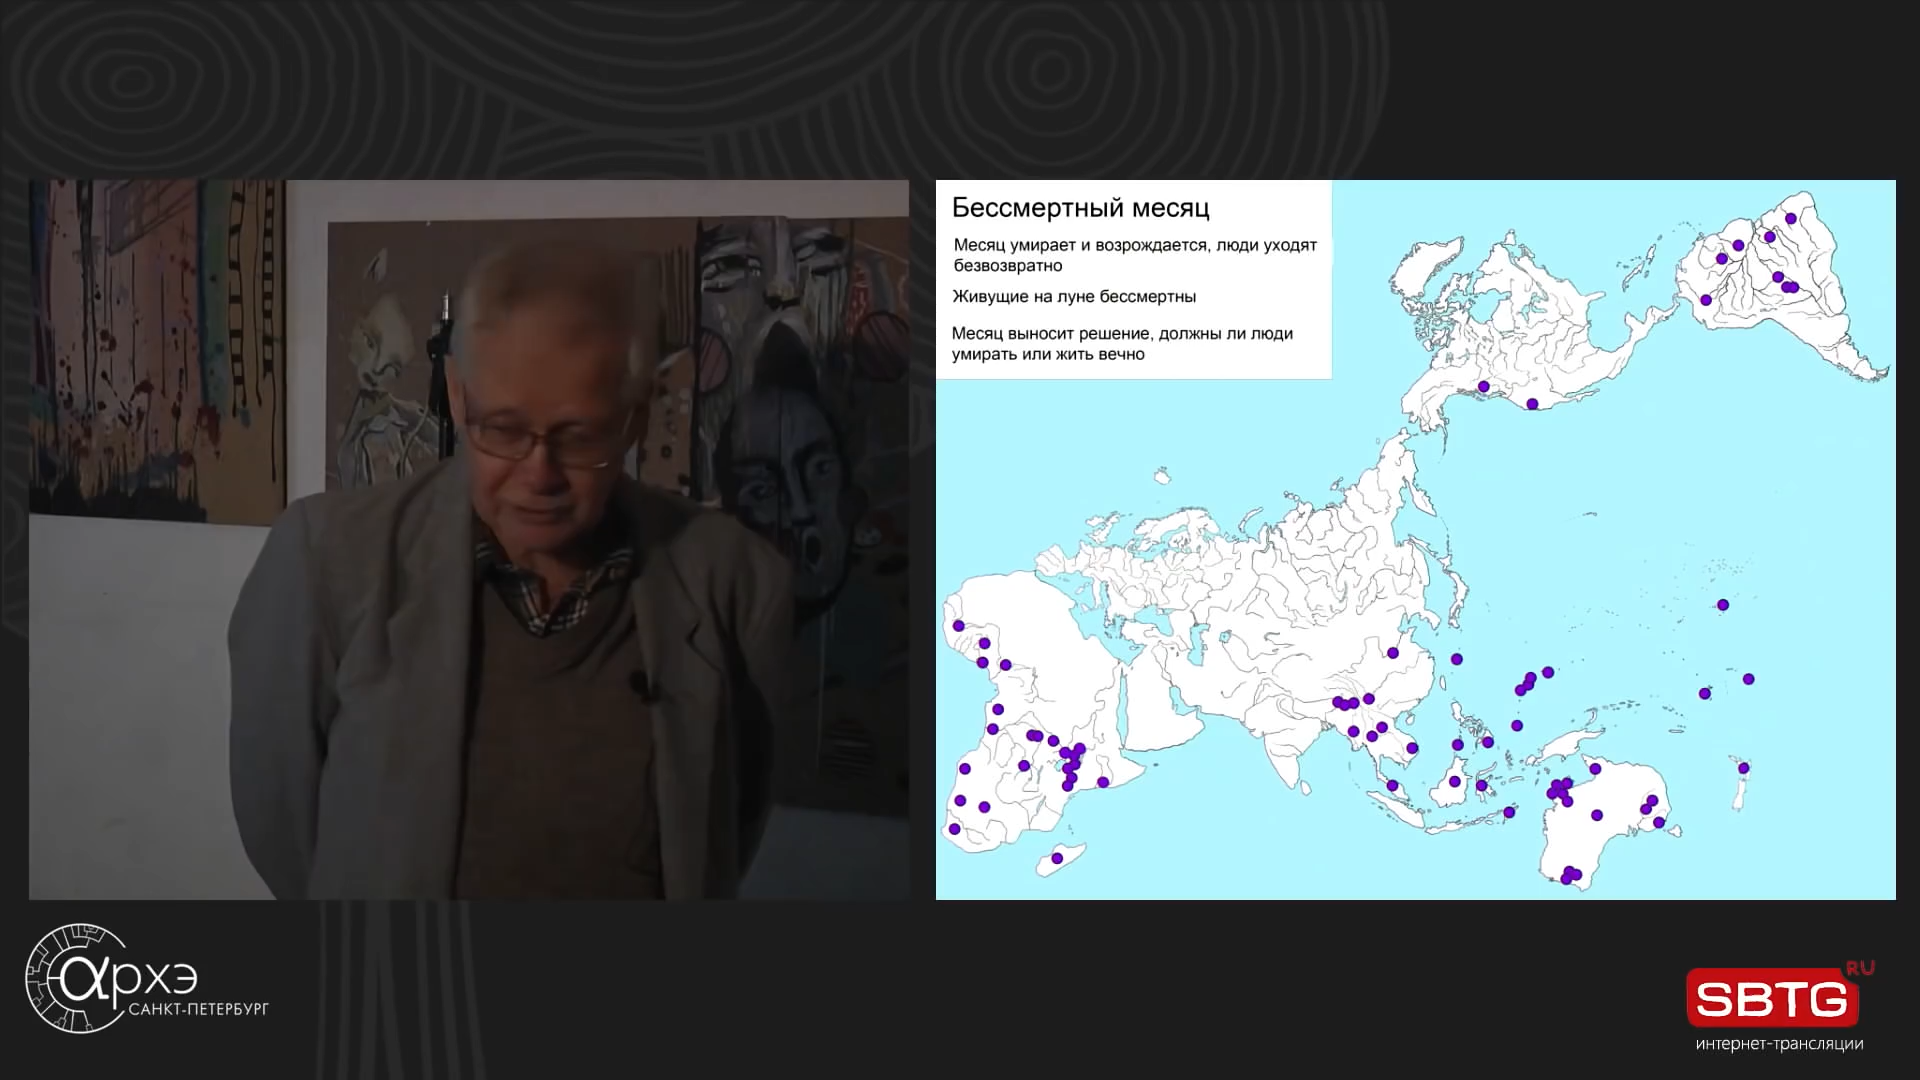 Бессмертный месяц
Месяц умирает и возрождается, люди уходят
безвозвратно
Живущие на луне бессмертны
Месяц выносит решение, должны ли люди
умирать или жить вечно
αрхэ
САНКТ-ПЕТЕРБУРГ
RU
SBTG
интернет-трансляции